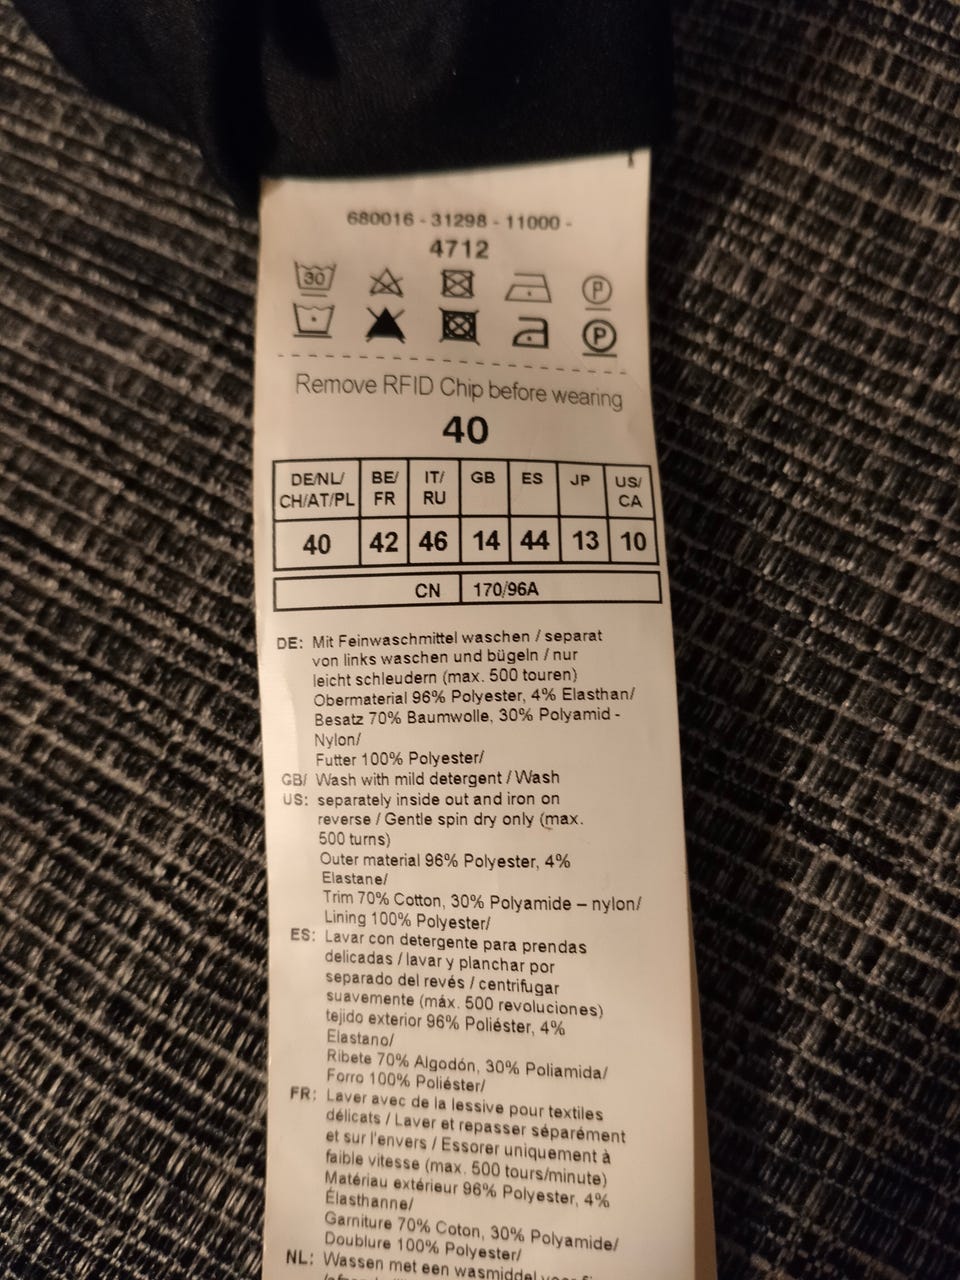 680016 - 31298 - 11000 -
4712
30
P
P
Remove RFID Chip before wearing
40
DE/NL/ BE/ IT/ GB ES JP US/
CH/AT/PL FR RU CA
40 42 46 14 44 13 10
CN 170/96A
DE: Mit Feinwaschmittel waschen / separat
von links waschen und bügeln / nur
leicht schleudern (max. 500 touren)
Obermaterial 96% Polyester, 4% Elasthan/
Besatz 70% Baumwolle, 30% Polyamid -
Nylon/
Futter 100% Polyester/
GB/ Wash with mild detergent / Wash
US: separately inside out and iron on
reverse / Gentle spin dry only (max.
500 turns)
Outer material 96% Polyester, 4%
Elastane/
Trim 70% Cotton, 30% Polyamide – nylon/
Lining 100% Polyester/
ES: Lavar con detergente para prendas
delicadas / lavar y planchar por
separado del revés / centrifugar
suavemente (máx. 500 revoluciones)
tejido exterior 96% Poliéster, 4%
Elastano/
Ribete 70% Algodón, 30% Poliamida/
Forro 100% Poliéster/
FR: Laver avec de la lessive pour textiles
délicats / Laver et repasser séparément
et sur l'envers / Essorer uniquement à
faible vitesse (max. 500 tours/minute)
Matériau extérieur 96% Polyester, 4%
Élasthanne/
Garniture 70% Coton, 30% Polyamide/
Doublure 100% Polyester/
NL: Wassen met een wasmiddel